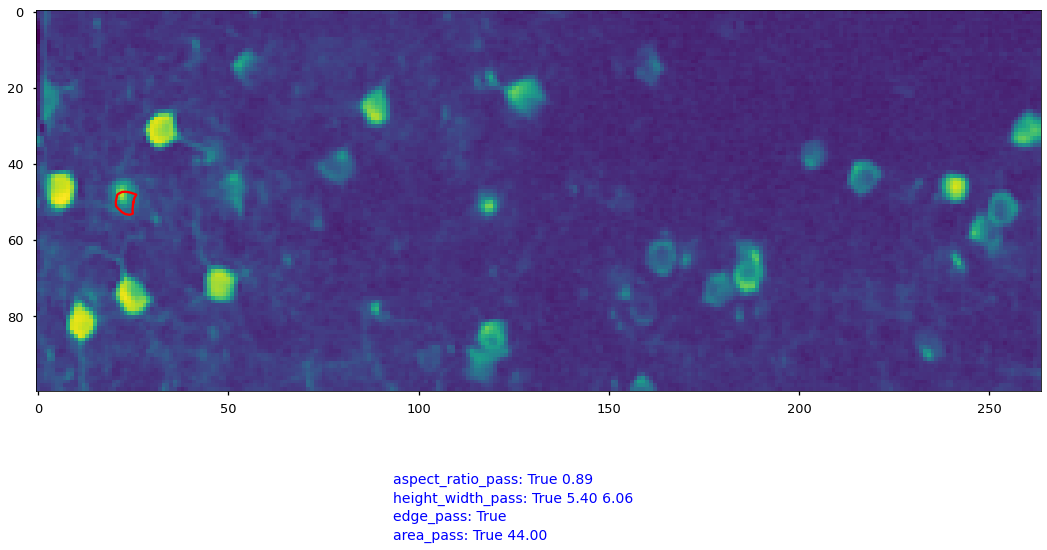 0
20
40
60
80
0
50
100
150
200
250
aspect_ratio_pass: True 0.89
height_width_pass: True 5.40 6.06
edge_pass: True
area_pass: True 44.00